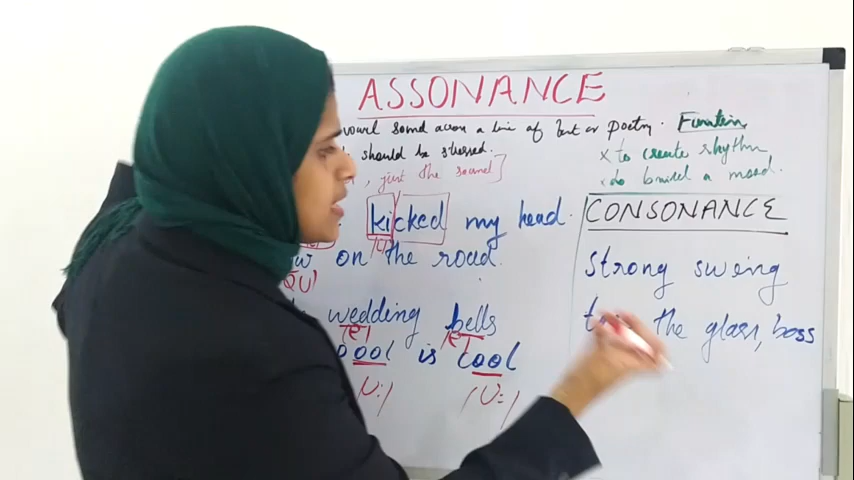 ASSONANCE
vowel sound across a line of text or poetry.
should be stressed.
, just the sound]
Function
x to create rhythm
x to build a mood.
kicked my head.
on the road.
CONSONANCE
strong swing
the glass, boss
wedding bells
/e/ /e/
ool is cool
/U:/ /U:/